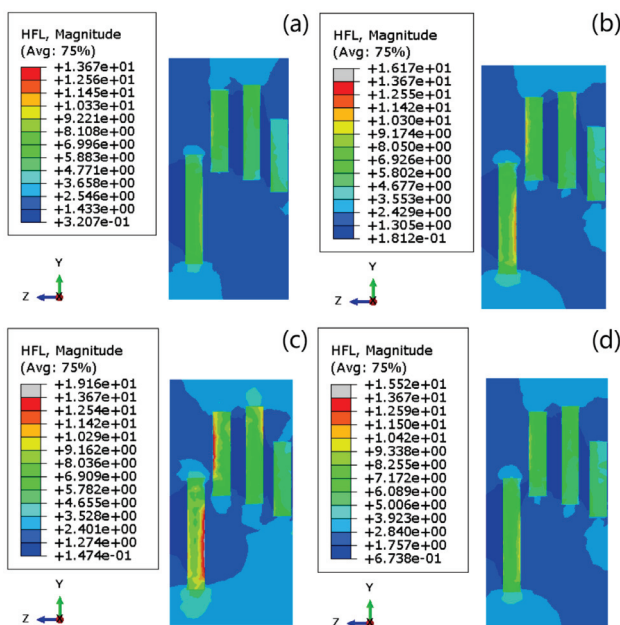 (a)
HFL, Magnitude
(Avg: 75%)
+1.367e+01
+1.256e+01
+1.145e+01
+1.033e+01
+9.221e+00
+8.108e+00
+6.996e+00
+5.883e+00
+4.771e+00
+3.658e+00
+2.546e+00
+1.433e+00
+3.207e-01
Y
Z
X
(b)
HFL, Magnitude
(Avg: 75%)
+1.617e+01
+1.367e+01
+1.255e+01
+1.142e+01
+1.030e+01
+9.174e+00
+8.050e+00
+6.926e+00
+5.802e+00
+4.677e+00
+3.553e+00
+2.429e+00
+1.305e+00
+1.812e-01
Y
Z
X
(c)
HFL, Magnitude
(Avg: 75%)
+1.916e+01
+1.367e+01
+1.254e+01
+1.142e+01
+1.029e+01
+9.162e+00
+8.036e+00
+6.909e+00
+5.782e+00
+4.655e+00
+3.528e+00
+2.401e+00
+1.274e+00
+1.474e-01
Y
Z
X
(d)
HFL, Magnitude
(Avg: 75%)
+1.552e+01
+1.367e+01
+1.259e+01
+1.150e+01
+1.042e+01
+9.338e+00
+8.255e+00
+7.172e+00
+6.089e+00
+5.006e+00
+3.923e+00
+2.840e+00
+1.757e+00
+6.738e-01
Y
Z
X